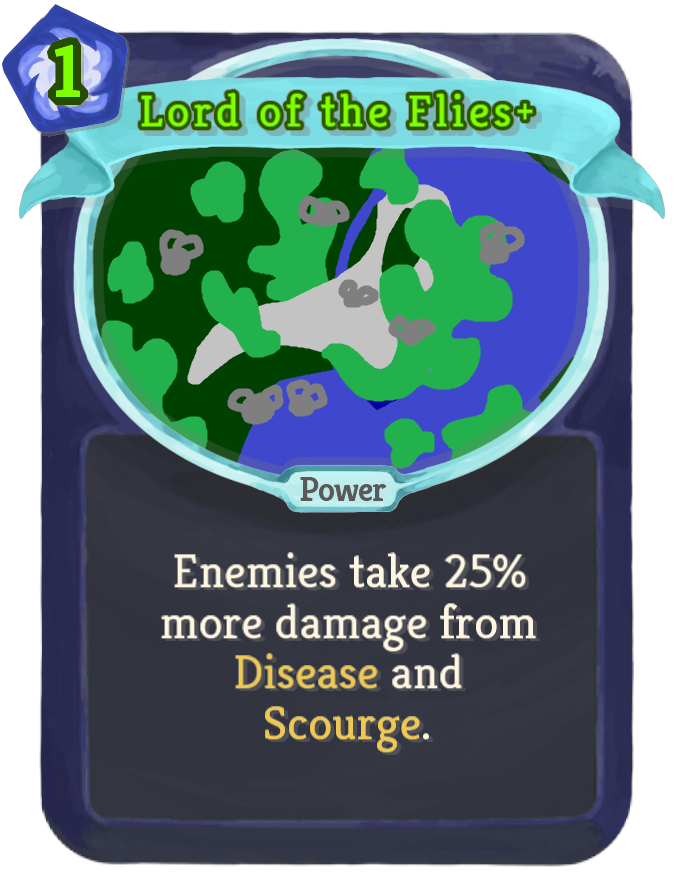 1
Lord of the Flies+
Power
Enemies take 25%
more damage from
Disease and
Scourge.